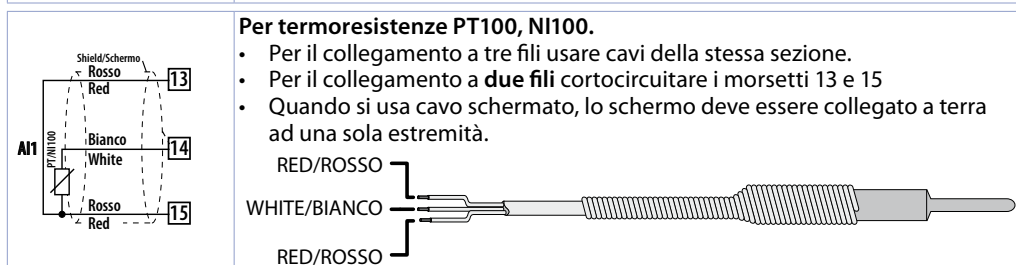 Shield/Schermo
Rosso
Red
13
AI1
PT/NI100
Bianco
White
14
Rosso
Red
15
Per termoresistenze PT100, NI100.
• Per il collegamento a tre fili usare cavi della stessa sezione.
• Per il collegamento a due fili cortocircuitare i morsetti 13 e 15
• Quando si usa cavo schermato, lo schermo deve essere collegato a terra
ad una sola estremità.
RED/ROSSO
WHITE/BIANCO
RED/ROSSO